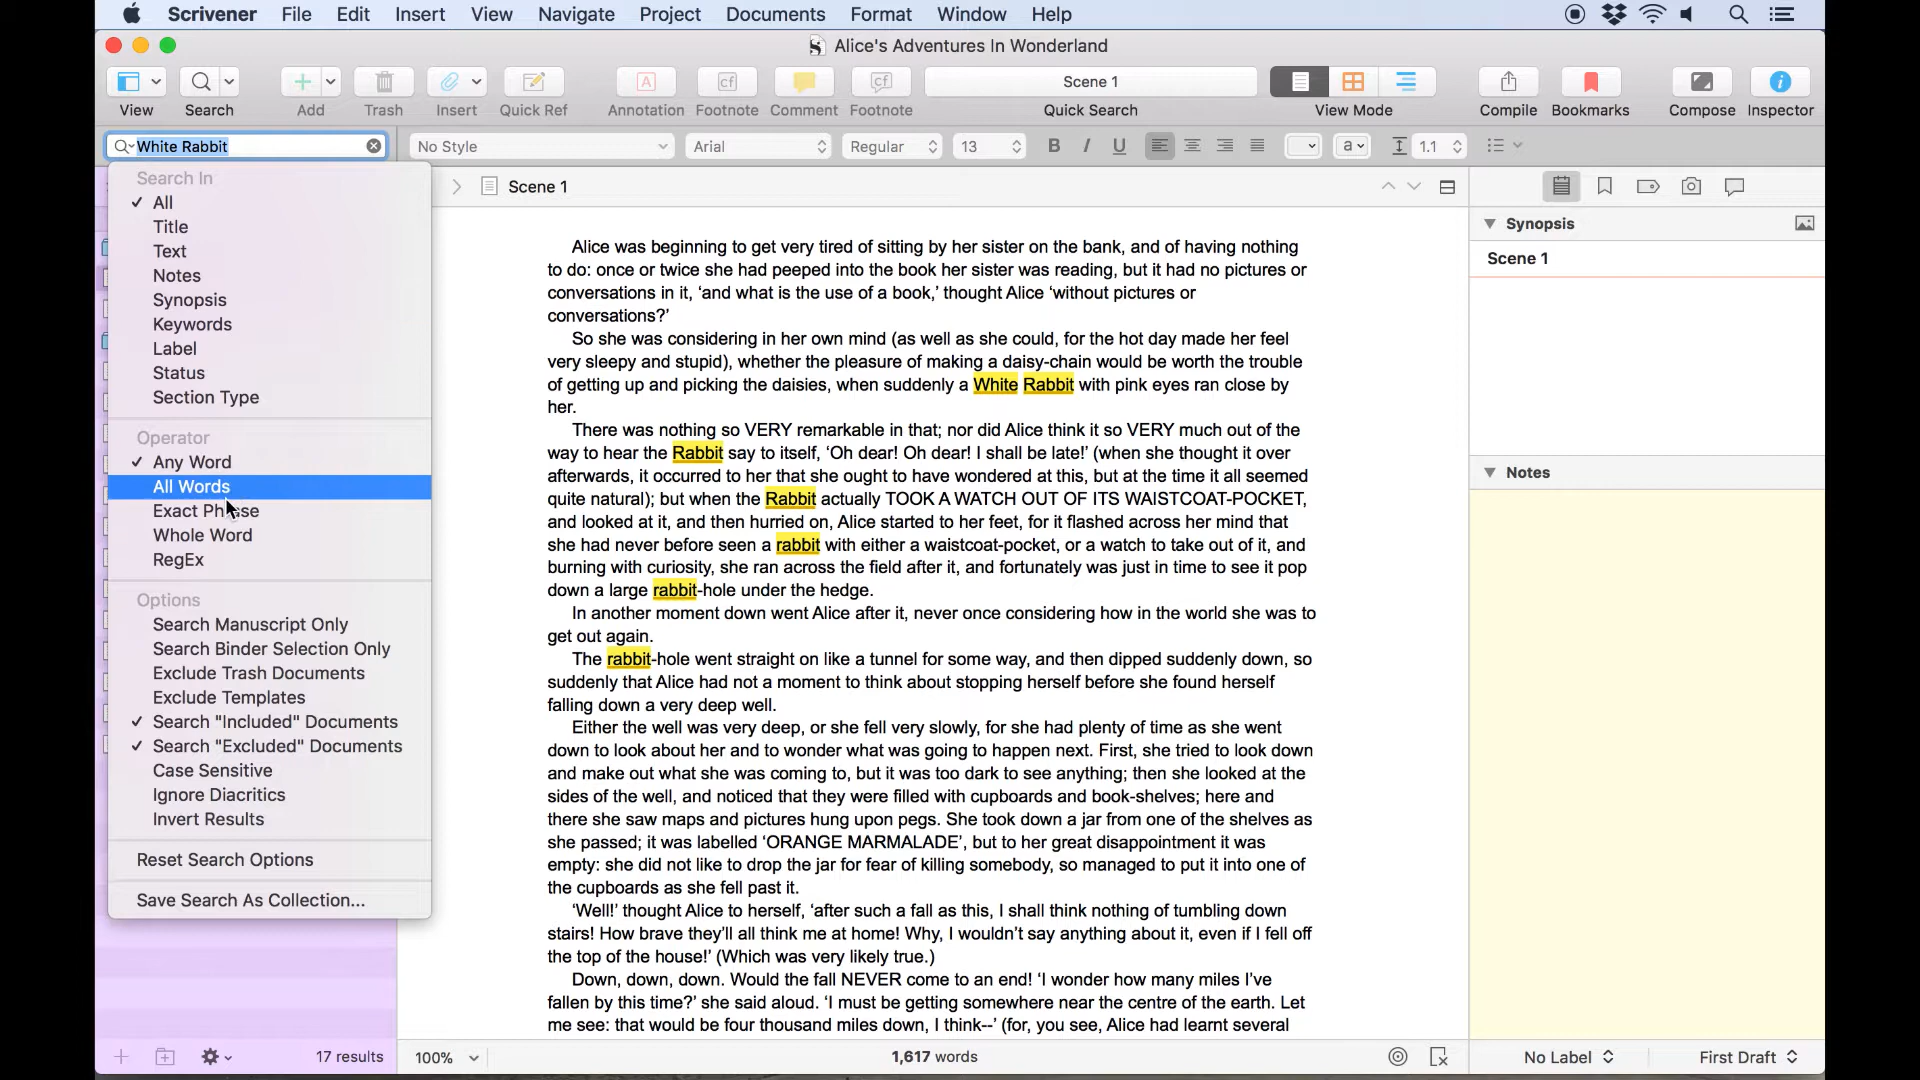 Scrivener File Edit Insert View Navigate Project Documents Format Window Help
Alice's Adventures In Wonderland
Scene 1
View Search Add Trash Insert Quick Ref Annotation Footnote Comment Footnote Quick Search View Mode Compile Bookmarks Compose Inspector
White Rabbit
No Style Arial Regular 13 B I U a 1.1
Search In
All
Title
Text
Notes
Synopsis
Keywords
Label
Status
Section Type
Operator
Any Word
All Words
Exact Phrase
Whole Word
RegEx
Options
Search Manuscript Only
Search Binder Selection Only
Exclude Trash Documents
Exclude Templates
Search "Included" Documents
Search "Excluded" Documents
Case Sensitive
Ignore Diacritics
Invert Results
Reset Search Options
Save Search As Collection...
17 results
Scene 1
Alice was beginning to get very tired of sitting by her sister on the bank, and of having nothing
to do: once or twice she had peeped into the book her sister was reading, but it had no pictures or
conversations in it, ‘and what is the use of a book,’ thought Alice ‘without pictures or
conversations?’
So she was considering in her own mind (as well as she could, for the hot day made her feel
very sleepy and stupid), whether the pleasure of making a daisy-chain would be worth the trouble
of getting up and picking the daisies, when suddenly a White Rabbit with pink eyes ran close by
her.
There was nothing so VERY remarkable in that; nor did Alice think it so VERY much out of the
way to hear the Rabbit say to itself, ‘Oh dear! Oh dear! I shall be late!’ (when she thought it over
afterwards, it occurred to her that she ought to have wondered at this, but at the time it all seemed
quite natural); but when the Rabbit actually TOOK A WATCH OUT OF ITS WAISTCOAT-POCKET,
and looked at it, and then hurried on, Alice started to her feet, for it flashed across her mind that
she had never before seen a rabbit with either a waistcoat-pocket, or a watch to take out of it, and
burning with curiosity, she ran across the field after it, and fortunately was just in time to see it pop
down a large rabbit-hole under the hedge.
In another moment down went Alice after it, never once considering how in the world she was to
get out again.
The rabbit-hole went straight on like a tunnel for some way, and then dipped suddenly down, so
suddenly that Alice had not a moment to think about stopping herself before she found herself
falling down a very deep well.
Either the well was very deep, or she fell very slowly, for she had plenty of time as she went
down to look about her and to wonder what was going to happen next. First, she tried to look down
and make out what she was coming to, but it was too dark to see anything; then she looked at the
sides of the well, and noticed that they were filled with cupboards and book-shelves; here and
there she saw maps and pictures hung upon pegs. She took down a jar from one of the shelves as
she passed; it was labelled ‘ORANGE MARMALADE’, but to her great disappointment it was
empty: she did not like to drop the jar for fear of killing somebody, so managed to put it into one of
the cupboards as she fell past it.
‘Well!’ thought Alice to herself, ‘after such a fall as this, I shall think nothing of tumbling down
stairs! How brave they’ll all think me at home! Why, I wouldn’t say anything about it, even if I fell off
the top of the house!’ (Which was very likely true.)
Down, down, down. Would the fall NEVER come to an end! ‘I wonder how many miles I’ve
fallen by this time?’ she said aloud. ‘I must be getting somewhere near the centre of the earth. Let
me see: that would be four thousand miles down, I think--’ (for, you see, Alice had learnt several
100% 1,617 words
Synopsis
Scene 1
Notes
No Label First Draft